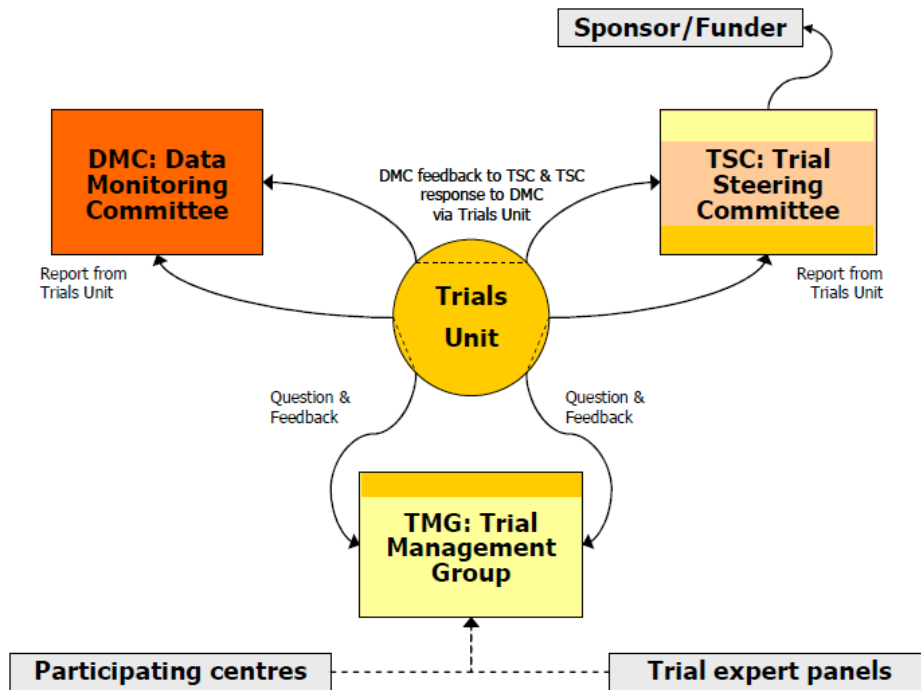 Sponsor/Funder
DMC: Data
Monitoring
Committee
DMC feedback to TSC & TSC
response to DMC
via Trials Unit
TSC: Trial
Steering
Committee
Report from
Trials Unit
Trials
Unit
Report from
Trials Unit
Question &
Feedback
Question &
Feedback
TMG: Trial
Management
Group
Participating centres
Trial expert panels